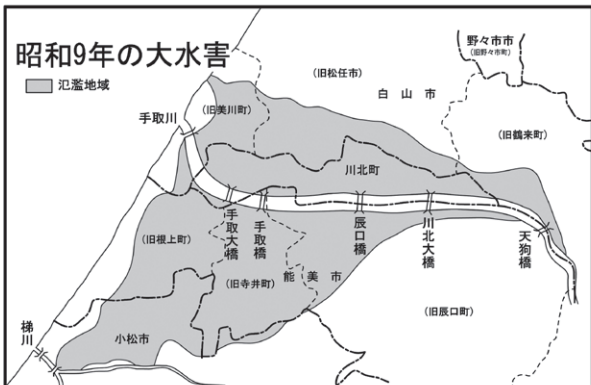 昭和9年の大水害
氾濫地域
野々市市
(旧野々市町)
(旧松任市)
白山市
手取川
(旧美川町)
(旧鶴来町)
川北町
手取大橋
手取橋
辰口橋
川北大橋
天狗橋
(旧根上町)
(旧寺井町)
能美市
(旧辰口町)
小松市
梯川